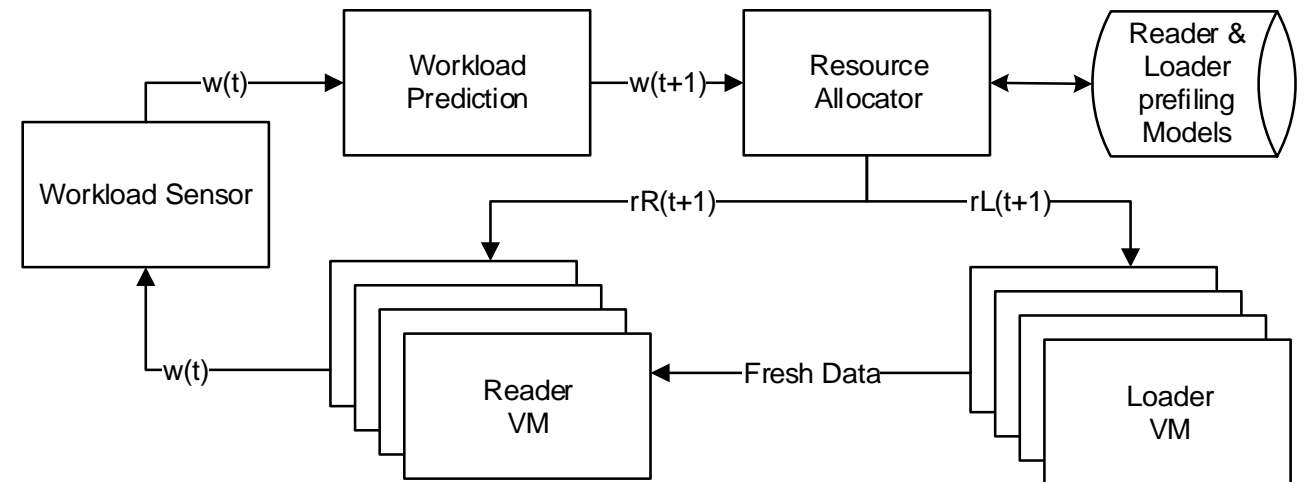 w(t)
Workload
Prediction
w(t+1)
Resource
Allocator
Reader &
Loader
prefiling
Models
Workload Sensor
rR(t+1)
rL(t+1)
w(t)
Reader
VM
Fresh Data
Loader
VM